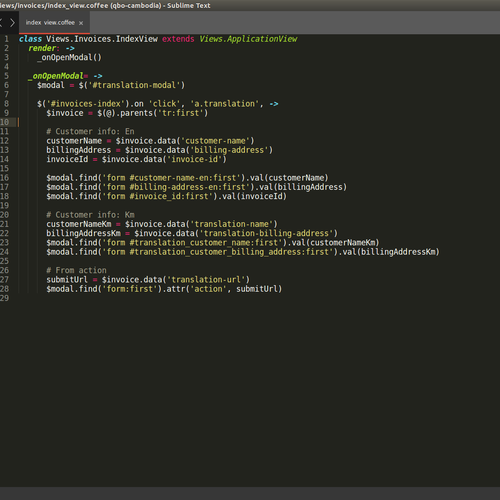 iews/invoices/index_view.coffee (qbo-cambodia) - Sublime Text
index_view.coffee ×
1 class Views.Invoices.IndexView extends Views.ApplicationView
2 render: ->
3 _onOpenModal()
4
5 _onOpenModal= ->
6 $modal = $('#translation-modal')
7
8 $('#invoices-index').on 'click', 'a.translation', ->
9 $invoice = $(@).parents('tr:first')
10
11 # Customer info: En
12 customerName = $invoice.data('customer-name')
13 billingAddress = $invoice.data('billing-address')
14 invoiceId = $invoice.data('invoice-id')
15
16 $modal.find('form #customer-name-en:first').val(customerName)
17 $modal.find('form #billing-address-en:first').val(billingAddress)
18 $modal.find('form #invoice_id:first').val(invoiceId)
19
20 # Customer info: Km
21 customerNameKm = $invoice.data('translation-name')
22 billingAddressKm = $invoice.data('translation-billing-address')
23 $modal.find('form #translation_customer_name:first').val(customerNameKm)
24 $modal.find('form #translation_customer_billing_address:first').val(billingAddressKm)
25
26 # From action
27 submitUrl = $invoice.data('translation-url')
28 $modal.find('form:first').attr('action', submitUrl)
29